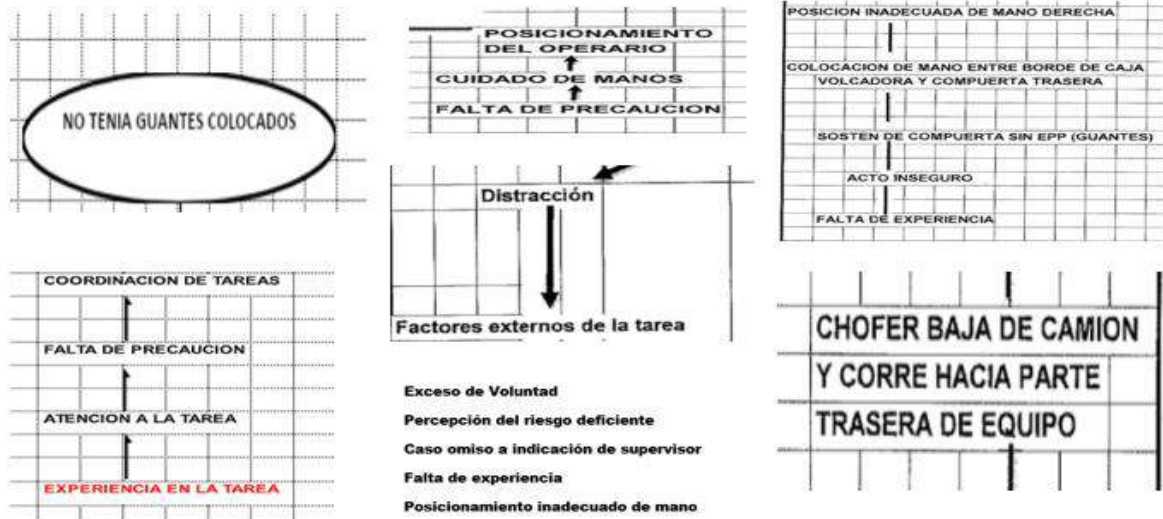 NO TENIA GUANTES COLOCADOS
POSICIONAMIENTO
DEL OPERARIO
CUIDADO DE MANOS
FALTA DE PRECAUCION
POSICION INADECUADA DE MANO DERECHA
COLOCACION DE MANO ENTRE BORDE DE CAJA
VOLCADORA Y COMPUERTA TRASERA
SOSTEN DE COMPUERTA SIN EPP (GUANTES)
ACTO INSEGURO
FALTA DE EXPERIENCIA
Distracción
Factores externos de la tarea
COORDINACION DE TAREAS
FALTA DE PRECAUCION
ATENCION A LA TAREA
EXPERIENCIA EN LA TAREA
Exceso de Voluntad
Percepción del riesgo deficiente
Caso omiso a indicación de supervisor
Falta de experiencia
Posicionamiento inadecuado de mano
CHOFER BAJA DE CAMION
Y CORRE HACIA PARTE
TRASERA DE EQUIPO